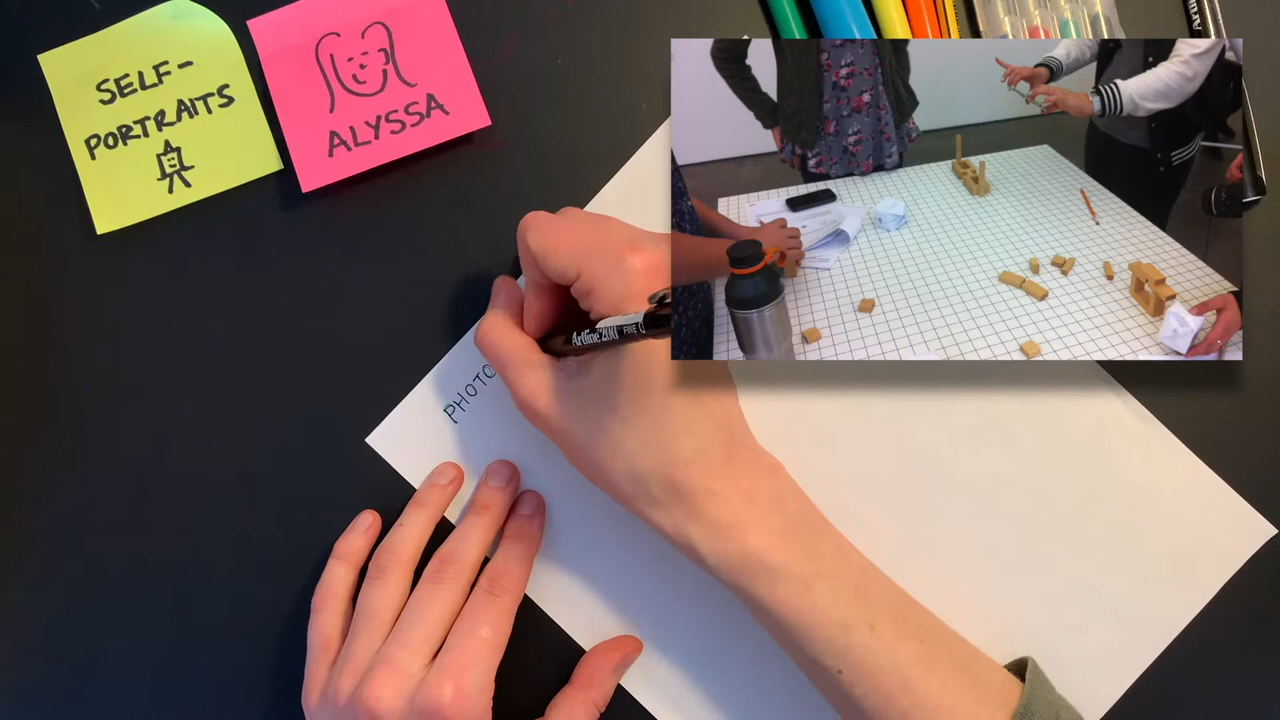 SELF-
PORTRAITS
ALYSSA
PHOTO
Artline 200 FINE